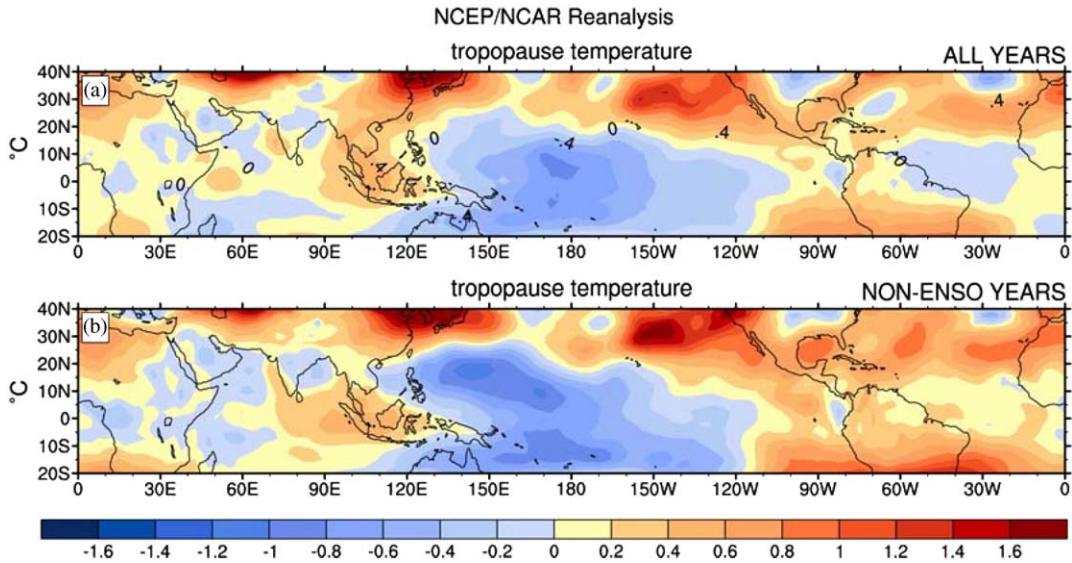 NCEP/NCAR Reanalysis
tropopause temperature ALL YEARS
(a)
°C
40N
30N
20N
10N
0
10S
20S
0 0 0 0 0 .4 .4 .4 4 4 0
0 30E 60E 90E 120E 150E 180 150W 120W 90W 60W 30W 0
tropopause temperature NON-ENSO YEARS
(b)
°C
40N
30N
20N
10N
0
10S
20S
0 30E 60E 90E 120E 150E 180 150W 120W 90W 60W 30W 0
-1.6 -1.4 -1.2 -1 -0.8 -0.6 -0.4 -0.2 0 0.2 0.4 0.6 0.8 1 1.2 1.4 1.6